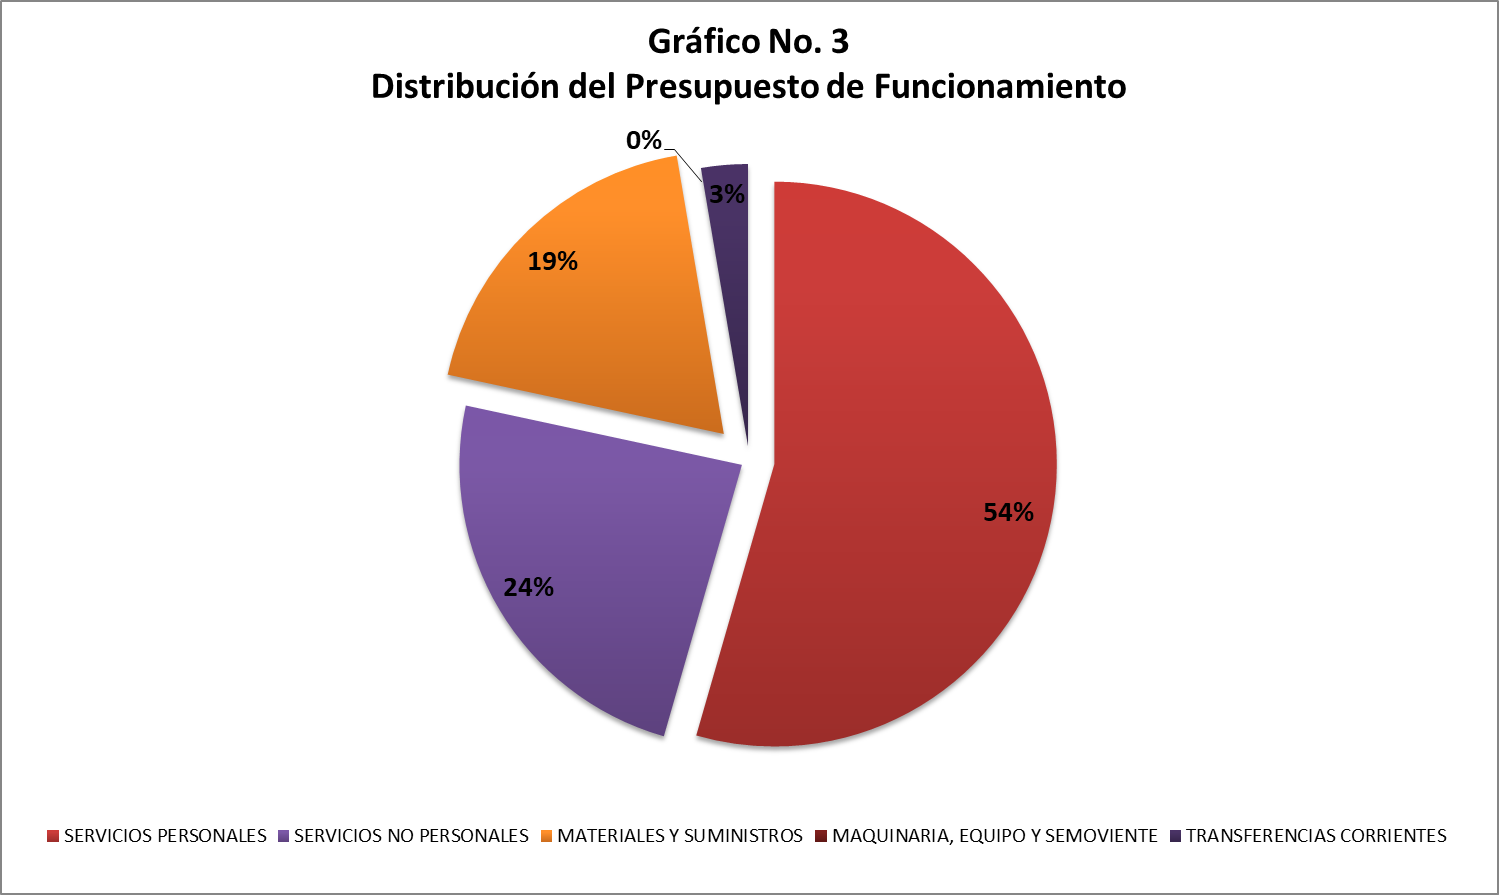 Gráfico No. 3
Distribución del Presupuesto de Funcionamiento
0%
3%
19%
54%
24%
SERVICIOS PERSONALES SERVICIOS NO PERSONALES MATERIALES Y SUMINISTROS MAQUINARIA, EQUIPO Y SEMOVIENTE TRANSFERENCIAS CORRIENTES